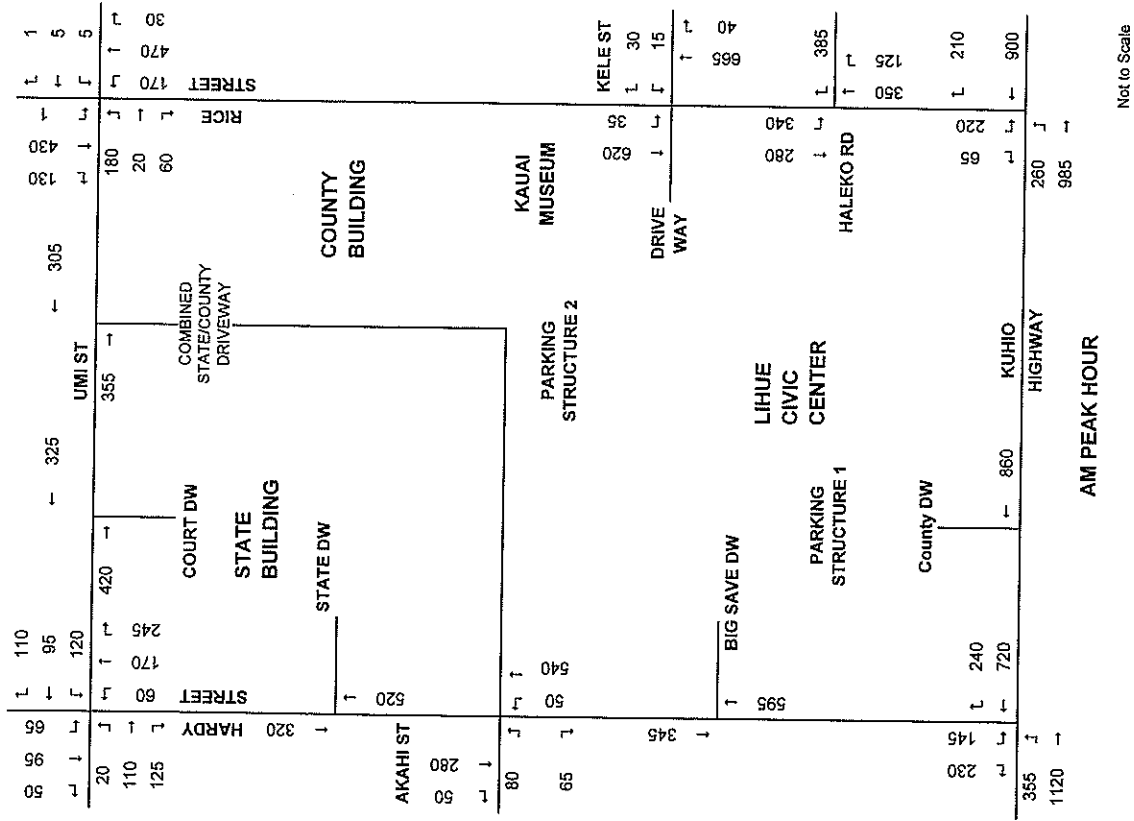 1
5
5
30
470
170
STREET
RICE
1
430
130
180
20
60
305
UMI ST
355
COMBINED
STATE/COUNTY
DRIVEWAY
COUNTY
BUILDING
325
COURT DW
420
STATE
BUILDING
110
95
120
245
170
60
STREET
HARDY
65
95
50
20
110
125
320
STATE DW
520
AKAHI ST
280
50
80
65
540
50
PARKING
STRUCTURE 2
KAUAI
MUSEUM
KELE ST
30
15
40
665
35
620
DRIVE
WAY
385
125
350
340
280
HALEKO RD
LIHUE
CIVIC
CENTER
BIG SAVE DW
595
345
PARKING
STRUCTURE 1
County DW
210
900
220
65
260
985
KUHIO
HIGHWAY
860
240
720
145
230
355
1120
AM PEAK HOUR
Not to Scale